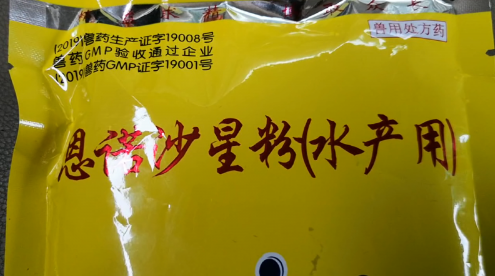 (2019)兽药生产证字19008号
兽用处方药
兽药GMP验收通过企业
(2019)兽药GMP证字19001号
恩诺沙星粉(水产用)